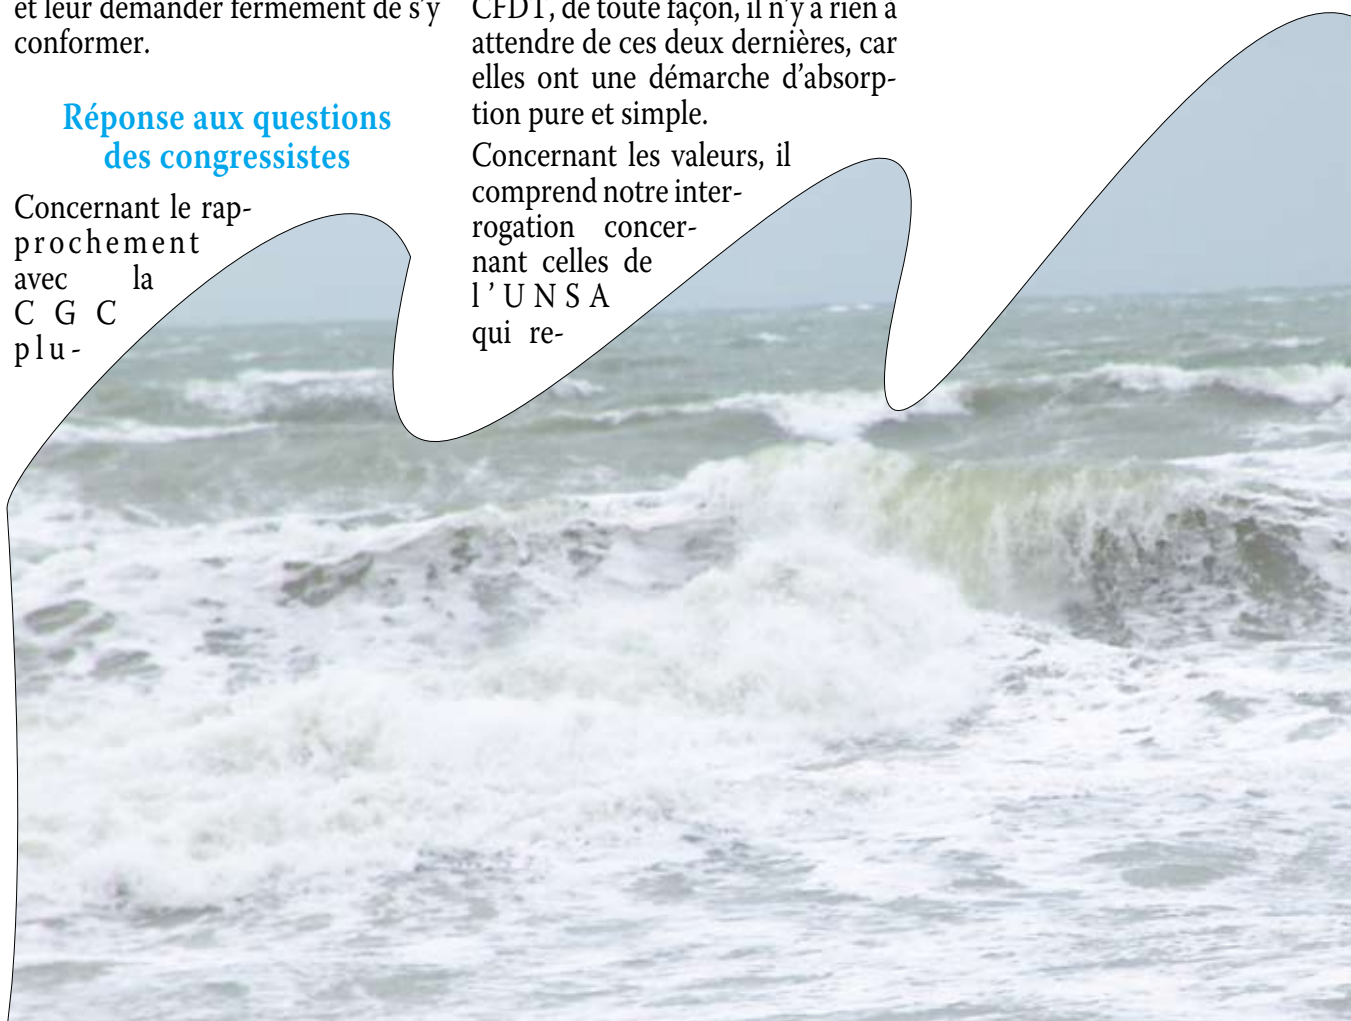 et leur demander fermement de s'y
conformer.
Réponse aux questions
des congressistes
Concernant le rap-
prochement
avec la
C G C
plu-
CFDT, de toute façon, il n'y a rien à
attendre de ces deux dernières, car
elles ont une démarche d'absorp-
tion pure et simple.
Concernant les valeurs, il
comprend notre inter-
rogation concer-
nant celles de
l'UNSA
qui re-